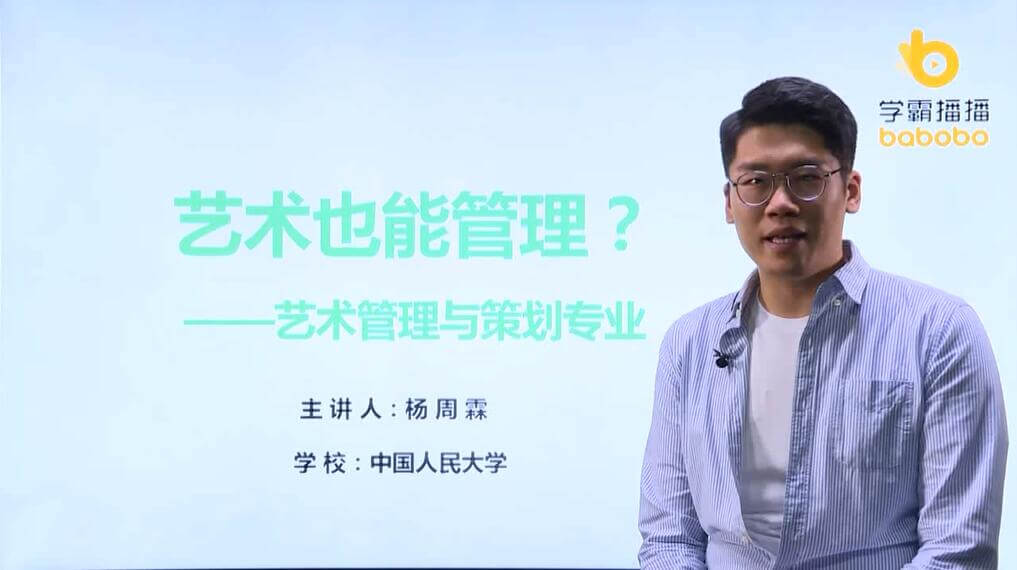 艺术也能管理？
——艺术管理与策划专业
主讲人：杨周霖
学校：中国人民大学
学霸播播
babobo